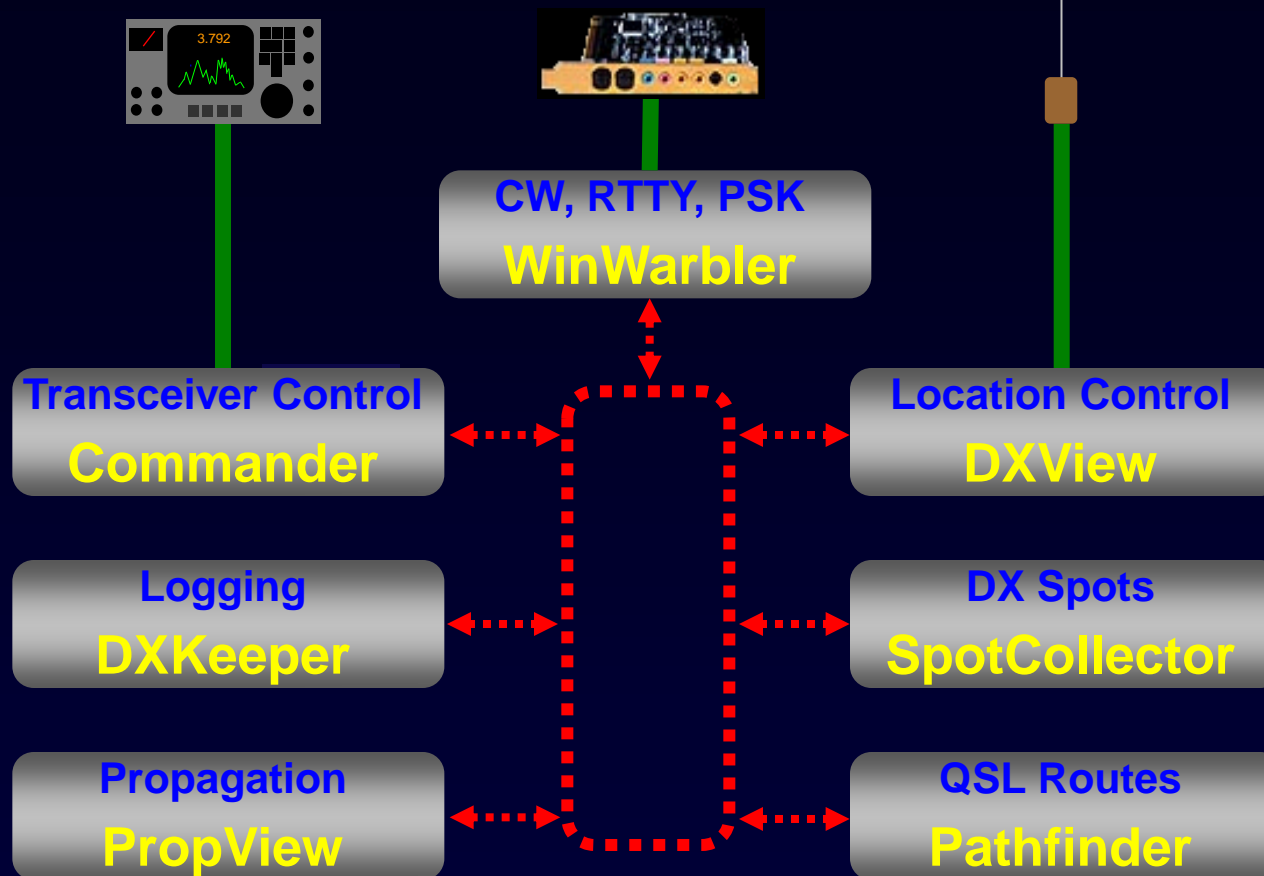 3.792
CW, RTTY, PSK
WinWarbler
Transceiver Control
Commander
Location Control
DXView
Logging
DXKeeper
DX Spots
SpotCollector
Propagation
PropView
QSL Routes
Pathfinder